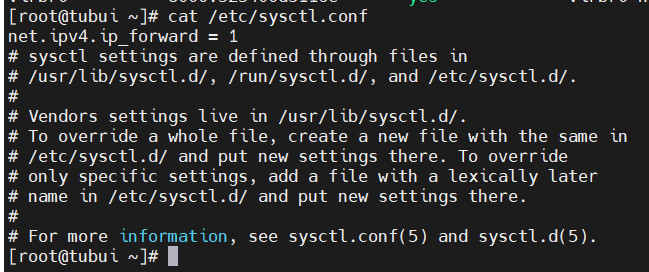 [root@tubui ~]# cat /etc/sysctl.conf
net.ipv4.ip_forward = 1
# sysctl settings are defined through files in
# /usr/lib/sysctl.d/, /run/sysctl.d/, and /etc/sysctl.d/.
#
# Vendors settings live in /usr/lib/sysctl.d/.
# To override a whole file, create a new file with the same in
# /etc/sysctl.d/ and put new settings there. To override
# only specific settings, add a file with a lexically later
# name in /etc/sysctl.d/ and put new settings there.
#
# For more information, see sysctl.conf(5) and sysctl.d(5).
[root@tubui ~]#